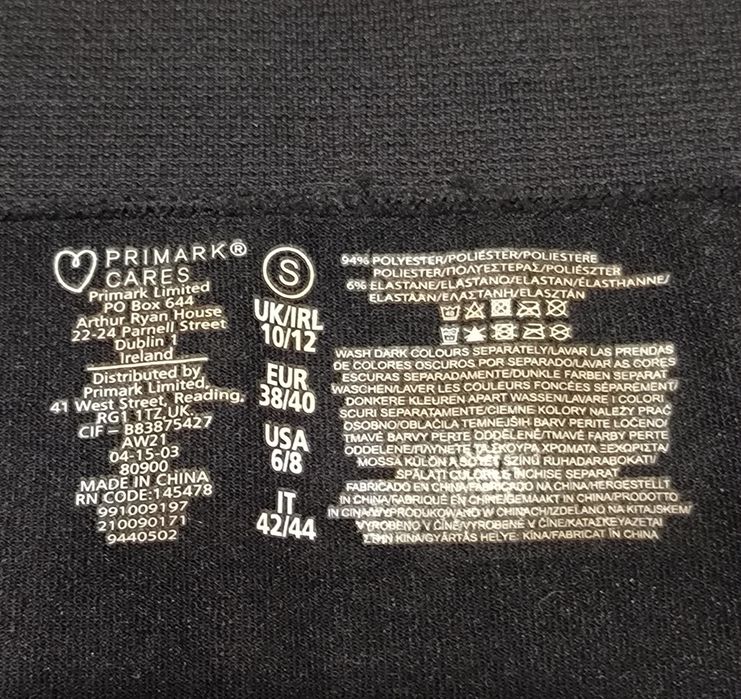 PRIMARK®
CARES
Primark Limited
PO Box 644
Arthur Ryan House
22-24 Parnell Street
Dublin 1
Ireland
Distributed by
Primark Limited,
41 West Street, Reading,
RG1 1TZ, UK.
CIF – B83875427
AW21
04-15-03
80900
MADE IN CHINA
RN CODE:145478
991009197
210090171
9440502
S
UK/IRL
10/12
EUR
38/40
USA
6/8
IT
42/44
94% POLYESTER/POLIÉSTER/POLIESTERE
POLIESTER/ΠΟΛΥΕΣΤΕΡΑΣ/POLIÉSZTER
6% ELASTANE/ELASTANO/ELASTAN/ÉLASTHANNE/
ELASTAAN/ΕΛΑΣΤΑΝΗ/ELASZTÁN
WASH DARK COLOURS SEPARATELY/LAVAR LAS PRENDAS
DE COLORES OSCUROS POR SEPARADO/LAVAR AS CORES
ESCURAS SEPARADAMENTE/DUNKLE FARBEN SEPARAT
WASCHEN/LAVER LES COULEURS FONCÉES SÉPARÉMENT/
DONKERE KLEUREN APART WASSEN/LAVARE I COLORI
SCURI SEPARATAMENTE/CIEMNE KOLORY NALEŻY PRAĆ
OSOBNO/OBLAČILA TEMNEJŠIH BARV PERITE LOČENO/
TMAVÉ BARVY PERTE ODDĚLENĚ/TMAVÉ FARBY PERTE
ODDELENE/ΠΛΥΝΕΤΕ ΤΑ ΣΚΟΥΡΑ ΧΡΩΜΑΤΑ ΞΕΧΩΡΙΣΤΑ/
MOSSA KÜLÖN A SÖTÉT SZÍNŰ RUHADARABOKAT/
SPĂLAȚI CULORILE ÎNCHISE SEPARAT
FABRICADO EN CHINA/FABRICADO NA CHINA/HERGESTELLT
IN CHINA/FABRIQUÉ EN CHINE/GEMAAKT IN CHINA/PRODOTTO
IN CINA/WYPRODUKOWANO W CHINACH/IZDELANO NA KITAJSKEM/
VYROBENO V ČÍNĚ/VYROBENÉ V ČÍNE/ΚΑΤΑΣΚΕΥΑΖΕΤΑΙ
ΣΤΗΝ ΚΙΝΑ/GYÁRTÁS HELYE: KÍNA/FABRICAT ÎN CHINA